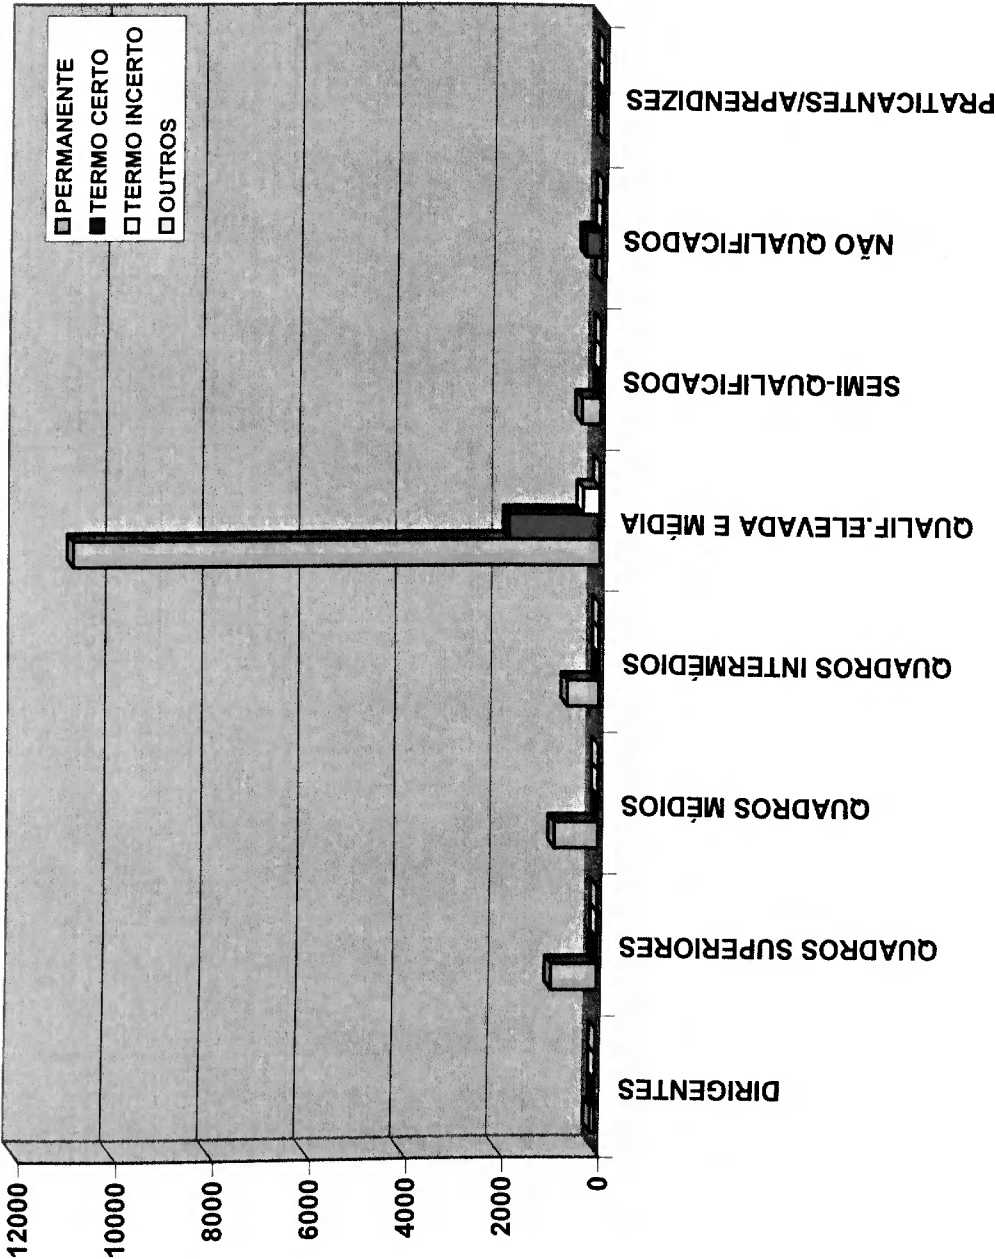 PERMANENTE
TERMO CERTO
TERMO INCERTO
OUTROS
12000
10000
8000
6000
4000
2000
0
DIRIGENTES
QUADROS SUPERIORES
QUADROS MÉDIOS
QUADROS INTERMÉDIOS
QUALIF.ELEVADA E MÉDIA
SEMI-QUALIFICADOS
NÃO QUALIFICADOS
PRATICANTES/APRENDIZES